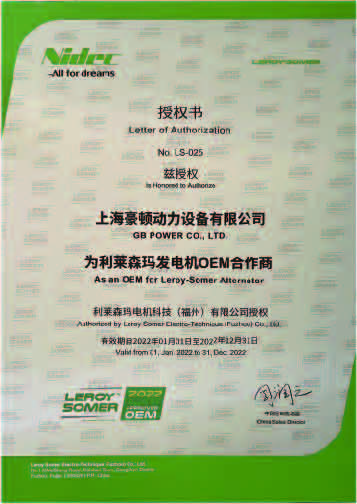 Nidec
-All for dreams
LEROY-SOMER
授权书
Letter of Authorization
No. LS-025
兹授权
Is Honored to Authorize
上海豪顿动力设备有限公司
GB POWER CO., LTD.
为利莱森玛发电机OEM合作商
As an OEM for Leroy-Somer Alternator
利莱森玛电机科技（福州）有限公司授权
Authorized by Leroy Somer Electro-Technique (Fuzhou) Co., Ltd.
有效期自2022年01月01日至2022年12月31日
Valid from 01, Jan. 2022 to 31, Dec. 2022
LEROY
SOMER
2022
OEM
China Sales Director
Leroy Somer Electro-Technique (Fuzhou) Co., Ltd.